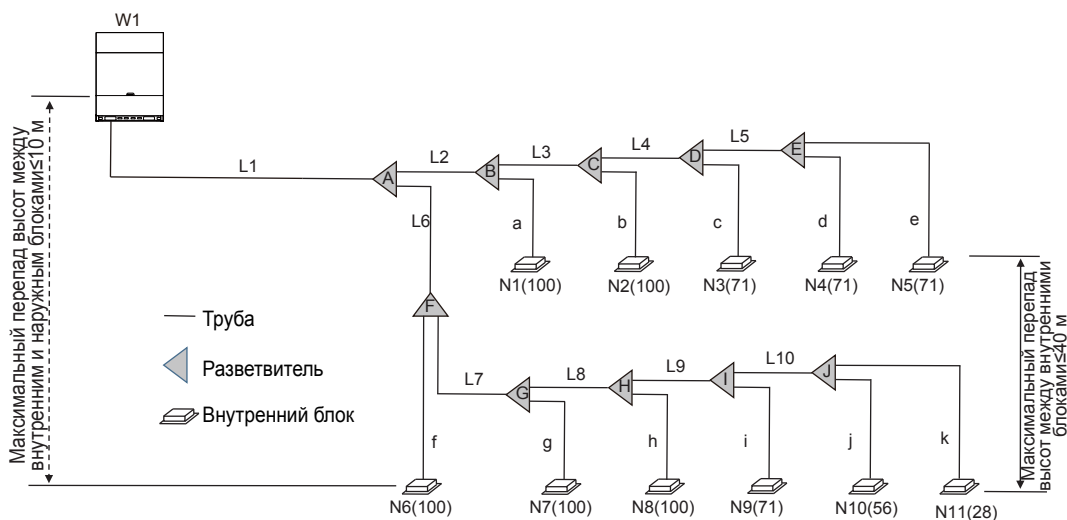 W1
Максимальный перепад высот между
внутренним и наружным блоками≤10 м
L1
L2
L3
L4
L5
A
B
C
D
E
L6
a
b
c
d
e
N1(100)
N2(100)
N3(71)
N4(71)
N5(71)
F
Труба
Разветвитель
Внутренний блок
L7
L8
L9
L10
G
H
I
J
f
g
h
i
j
k
N6(100)
N7(100)
N8(100)
N9(71)
N10(56)
N11(28)
Максимальный перепад
высот между внутренними
блоками≤40 м